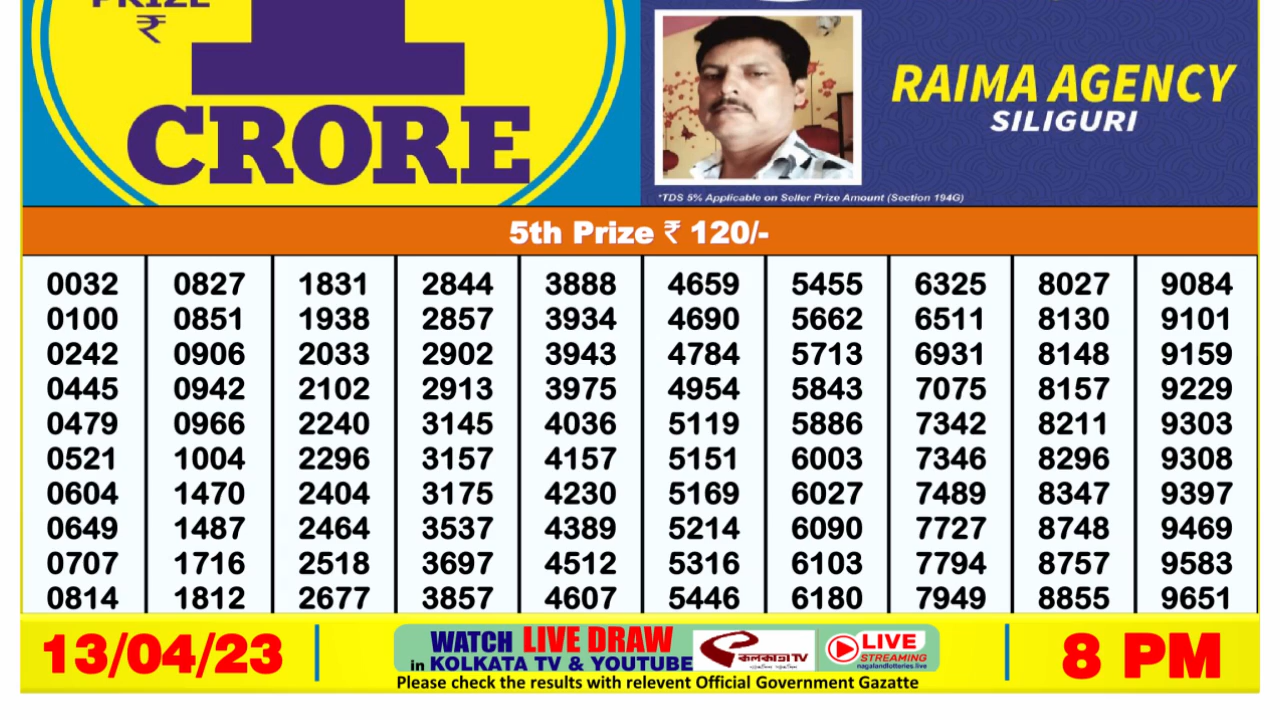 PRIZE
₹
1
CRORE
RAIMA AGENCY
SILIGURI
*TDS 5% Applicable on Seller Prize Amount (Section 194G)
5th Prize ₹ 120/-
0032 0827 1831 2844 3888 4659 5455 6325 8027 9084
0100 0851 1938 2857 3934 4690 5662 6511 8130 9101
0242 0906 2033 2902 3943 4784 5713 6931 8148 9159
0445 0942 2102 2913 3975 4954 5843 7075 8157 9229
0479 0966 2240 3145 4036 5119 5886 7342 8211 9303
0521 1004 2296 3157 4157 5151 6003 7346 8296 9308
0604 1470 2404 3175 4230 5169 6027 7489 8347 9397
0649 1487 2464 3537 4389 5214 6090 7727 8748 9469
0707 1716 2518 3697 4512 5316 6103 7794 8757 9583
0814 1812 2677 3857 4607 5446 6180 7949 8855 9651
13/04/23
WATCH LIVE DRAW
in KOLKATA TV & YOUTUBE
কলকাতা TV
LIVE
STREAMING
nagalandlotteries.live
8 PM
Please check the results with relevent Official Government Gazatte